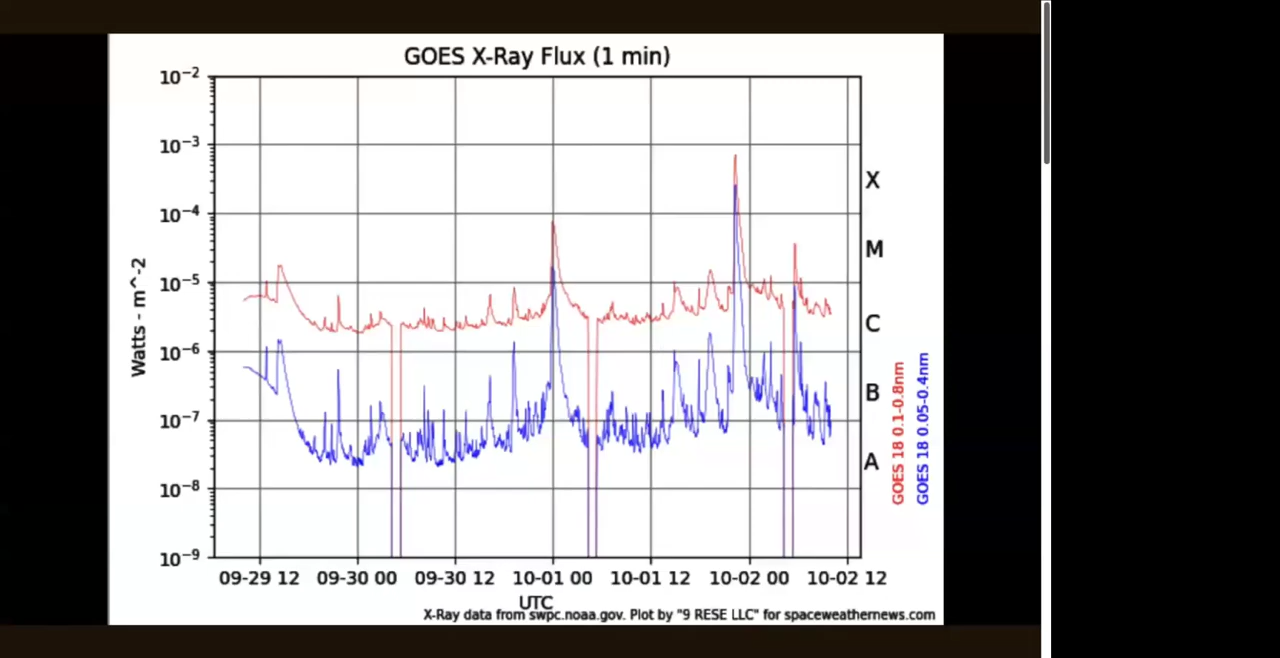 GOES X-Ray Flux (1 min)
10−2
10−3
10−4
10−5
10−6
10−7
10−8
10−9
Watts - m^-2
X
M
C
B
A
GOES 18 0.1-0.8nm
GOES 18 0.05-0.4nm
09-29 12 09-30 00 09-30 12 10-01 00 10-01 12 10-02 00 10-02 12
UTC
X-Ray data from swpc.noaa.gov. Plot by "9 RESE LLC" for spaceweathernews.com